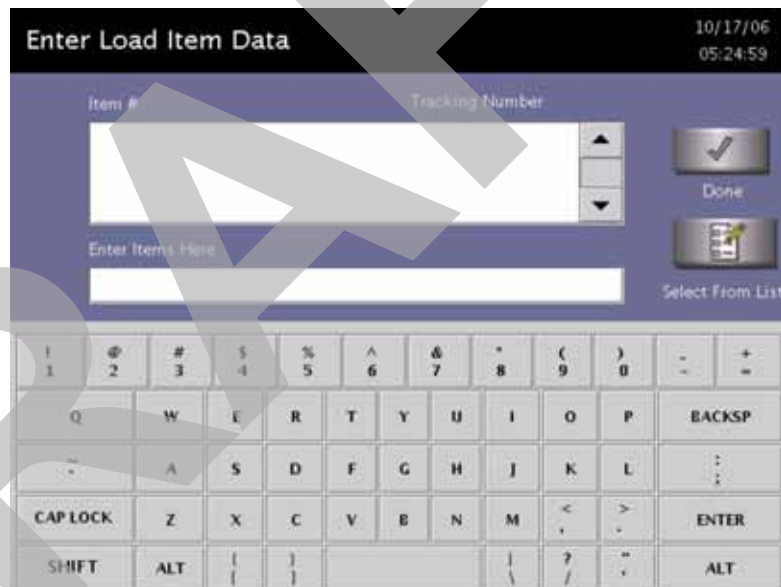 Enter Load Item Data
10/17/06
05:24:59
Item #
Tracking Number
Done
Enter Items Here
Select From List
! @ # $ % ^ & * ( ) - +
1 2 3 4 5 6 7 8 9 0 - =
Q W E R T Y U I O P BACKSP
A S D F G H J K L :
;
CAP LOCK Z X C V B N M < > ENTER
, .
SHIFT ALT { } | ? " ALT
[ ] \ / '